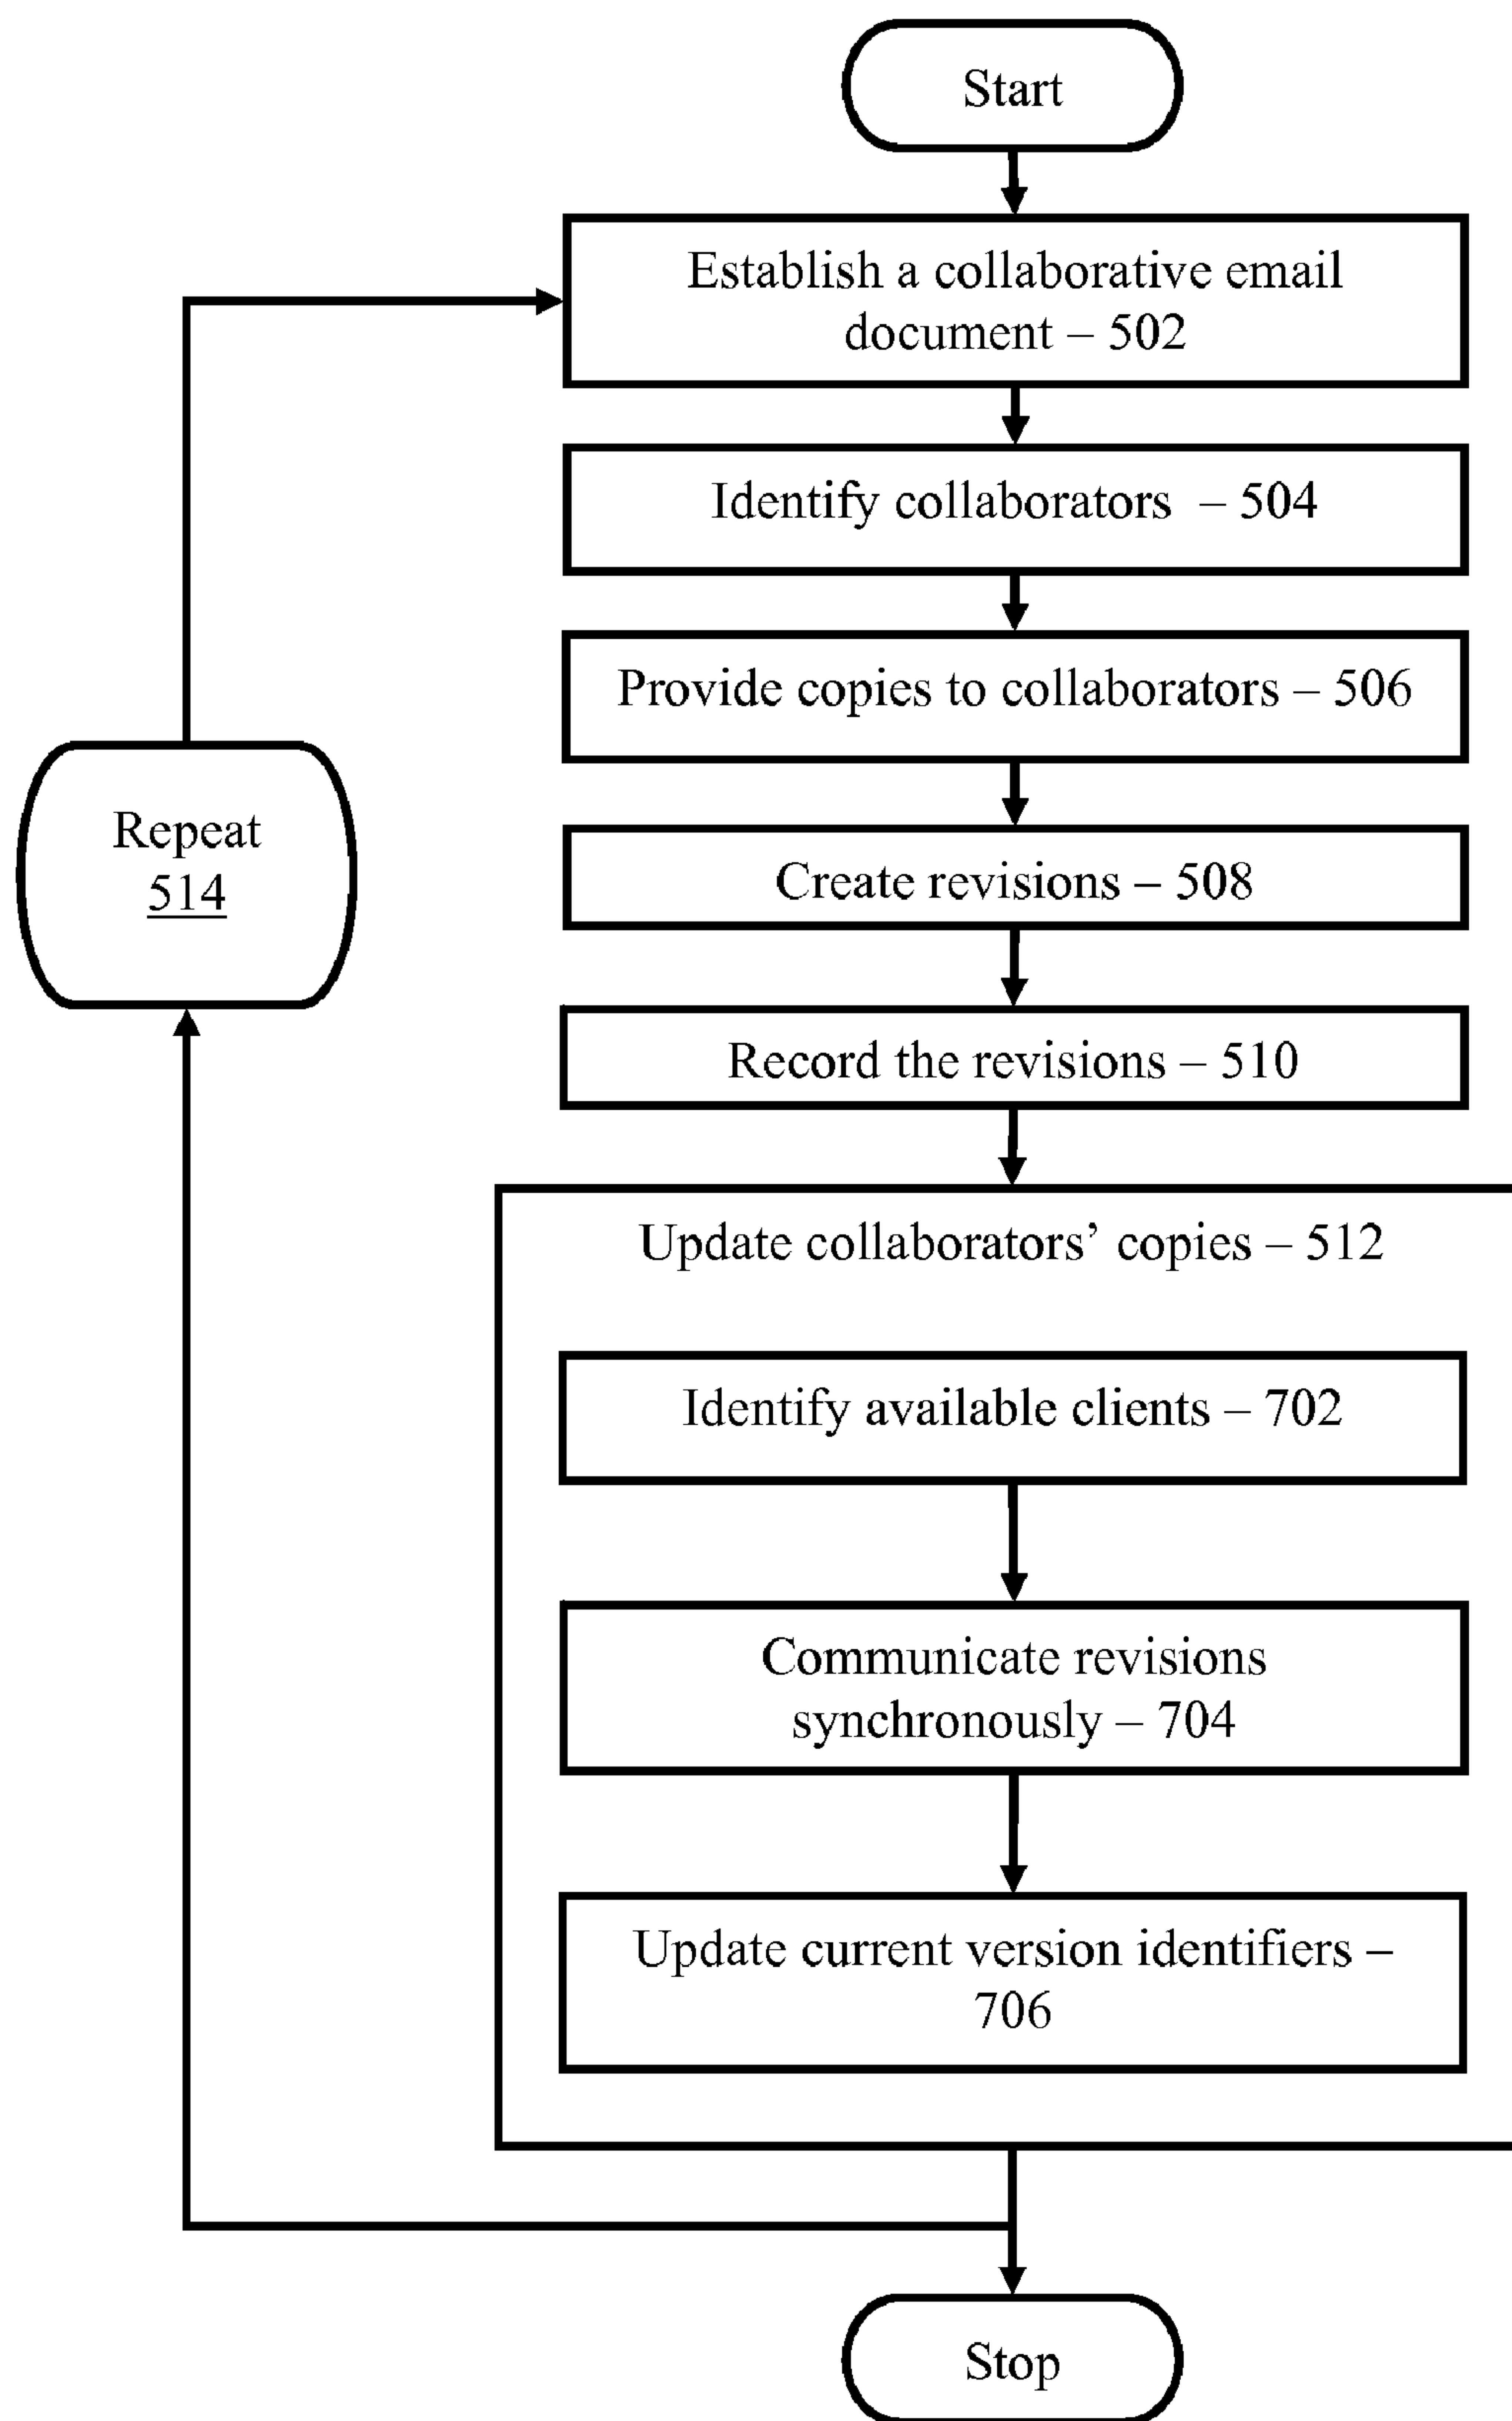 Start
Establish a collaborative email
document – 502
Identify collaborators – 504
Provide copies to collaborators – 506
Repeat
514
Create revisions – 508
Record the revisions – 510
Update collaborators’ copies – 512
Identify available clients – 702
Communicate revisions
synchronously – 704
Update current version identifiers –
706
Stop